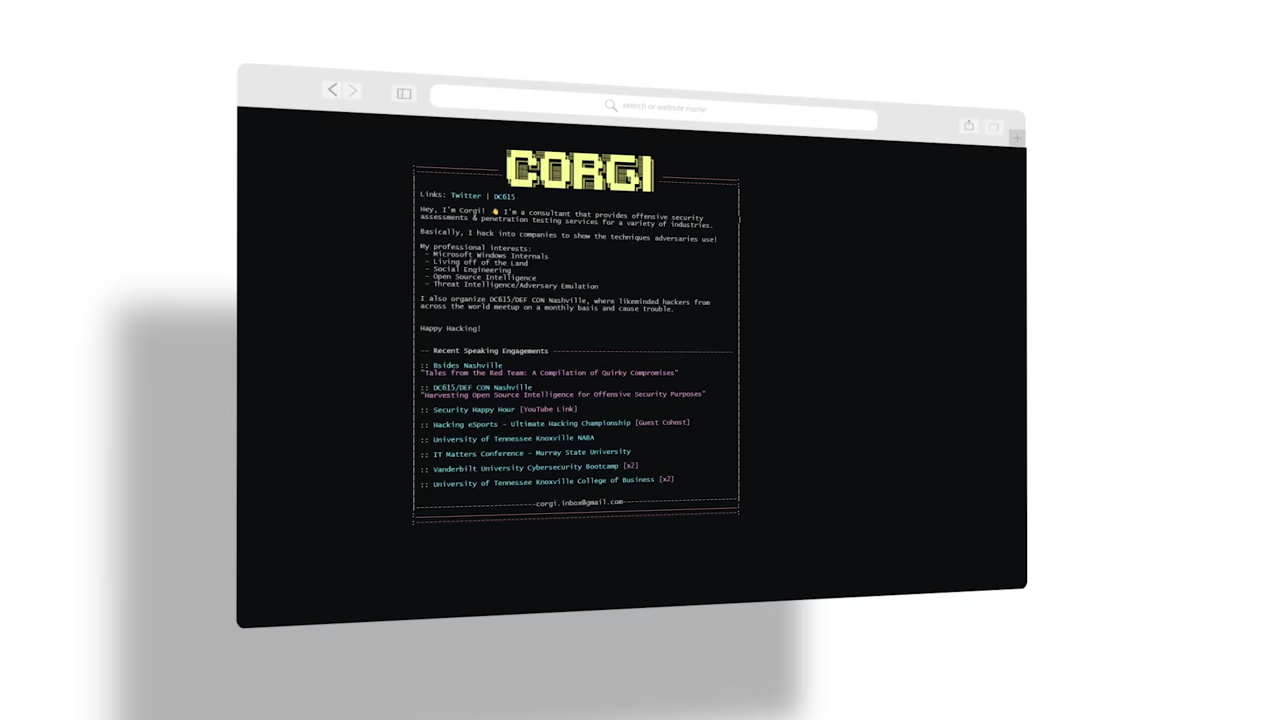 search or website name
CORGI
Links: Twitter | DC615
Hey, I'm Corgi! 👋 I'm a consultant that provides offensive security
assessments & penetration testing services for a variety of industries.
Basically, I hack into companies to show the techniques adversaries use!
My professional interests:
- Microsoft Windows Internals
- Living off of the Land
- Social Engineering
- Open Source Intelligence
- Threat Intelligence/Adversary Emulation
I also organize DC615/DEF CON Nashville, where likeminded hackers from
across the world meetup on a monthly basis and cause trouble.
Happy Hacking!
Recent Speaking Engagements
:: Bsides Nashville
"Tales from the Red Team: A Compilation of Quirky Compromises"
:: DC615/DEF CON Nashville
"Harvesting Open Source Intelligence for Offensive Security Purposes"
:: Security Happy Hour [YouTube Link]
:: Hacking eSports - Ultimate Hacking Championship [Guest Cohost]
:: University of Tennessee Knoxville NABA
:: IT Matters Conference - Murray State University
:: Vanderbilt University Cybersecurity Bootcamp [x2]
:: University of Tennessee Knoxville College of Business [x2]
corgi.inbox@gmail.com